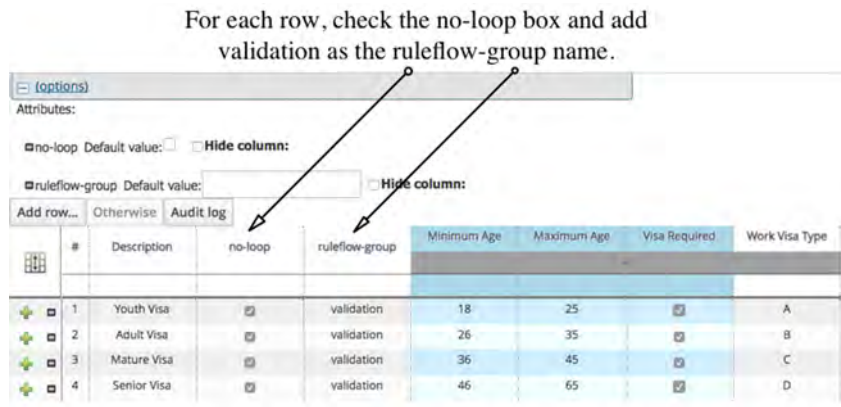 For each row, check the no-loop box and add
validation as the ruleflow-group name.
(options)
Attributes:
no-loop Default value: Hide column:
ruleflow-group Default value: Hide column:
Add row... Otherwise Audit log
# Description no-loop ruleflow-group Minimum Age Maximum Age Visa Required Work Visa Type
1 Youth Visa validation 18 25 A
2 Adult Visa validation 26 35 B
3 Mature Visa validation 36 45 C
4 Senior Visa validation 46 65 D